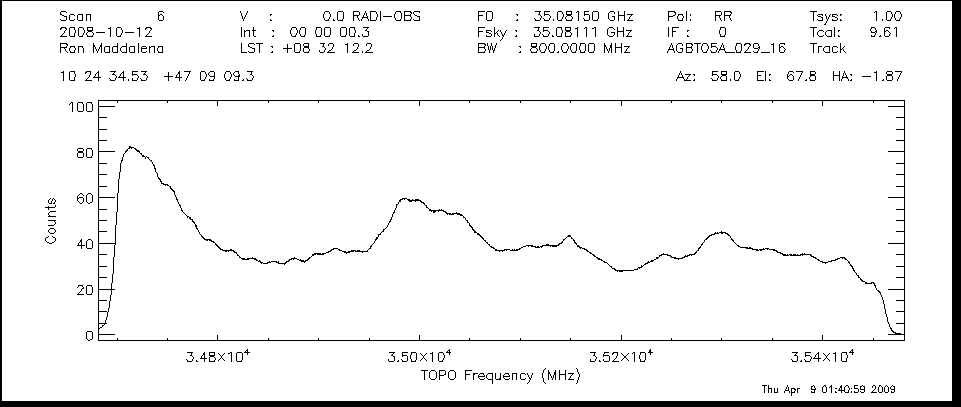 Scan 6 V : 0.0 RADI-OBS F0 : 35.08150 GHz Pol: RR Tsys: 1.00
2008-10-12 Int : 00 00 00.3 Fsky : 35.08111 GHz IF : 0 Tcal: 9.61
Ron Maddalena LST : +08 32 12.2 BW : 800.0000 MHz AGBT05A_029_16 Track
10 24 34.53 +47 09 09.3 Az: 58.0 El: 67.8 HA: -1.87
100
80
60
40
20
0
Counts
3.48×10⁴ 3.50×10⁴ 3.52×10⁴ 3.54×10⁴
TOPO Frequency (MHz)
Thu Apr 9 01:40:59 2009